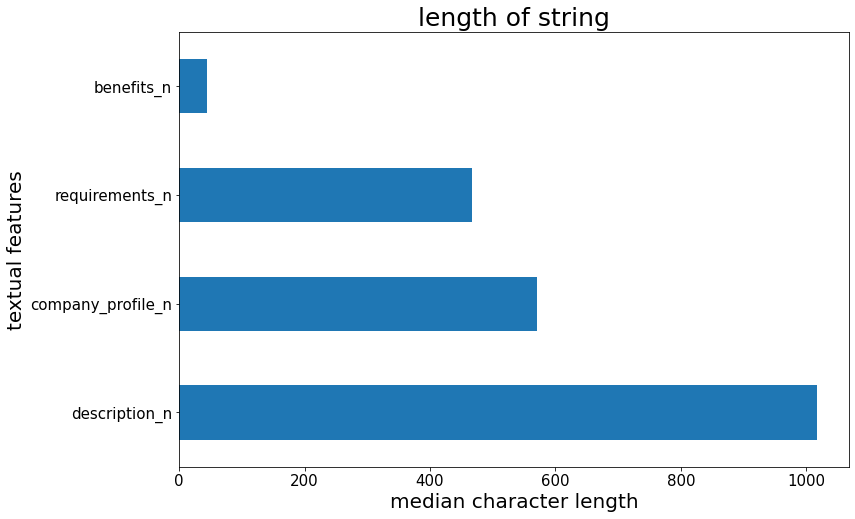 length of string
benefits_n
requirements_n
company_profile_n
description_n
textual features
0 200 400 600 800 1000
median character length